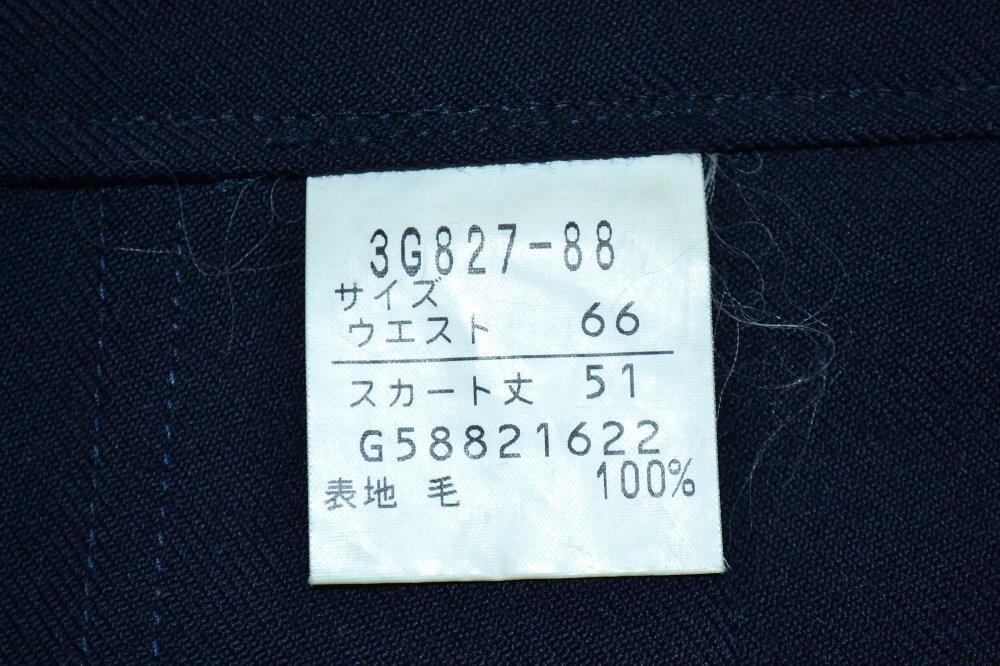 3G827-88
サイズ
ウエスト 66
スカート丈 51
G58821622
表地 毛 100%